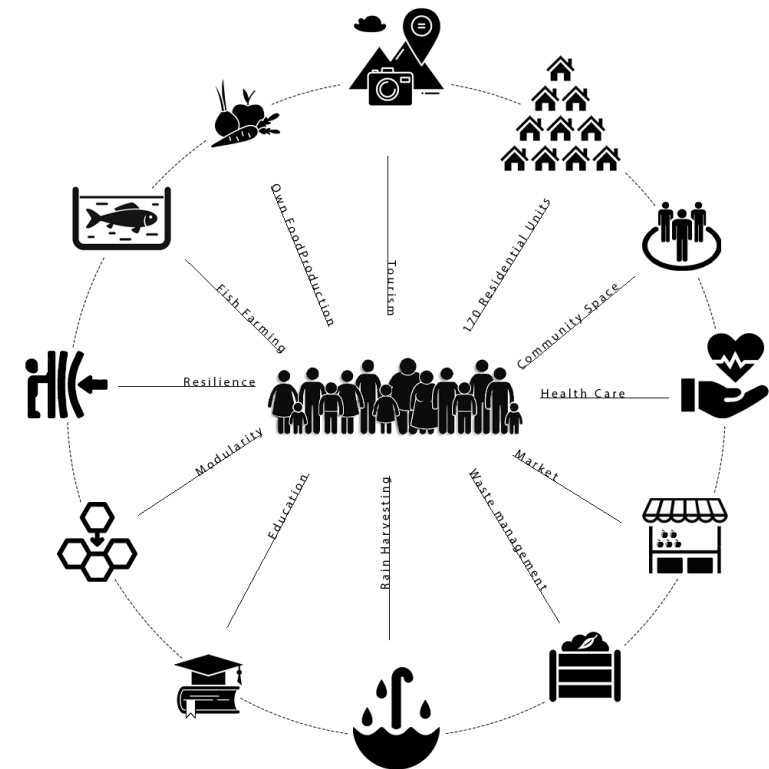 Tourism
170 Residential Units
Community Space
Health Care
Market
Waste management
Rain Harvesting
Education
Modularity
Resilience
Fish Farming
Own FoodProduction